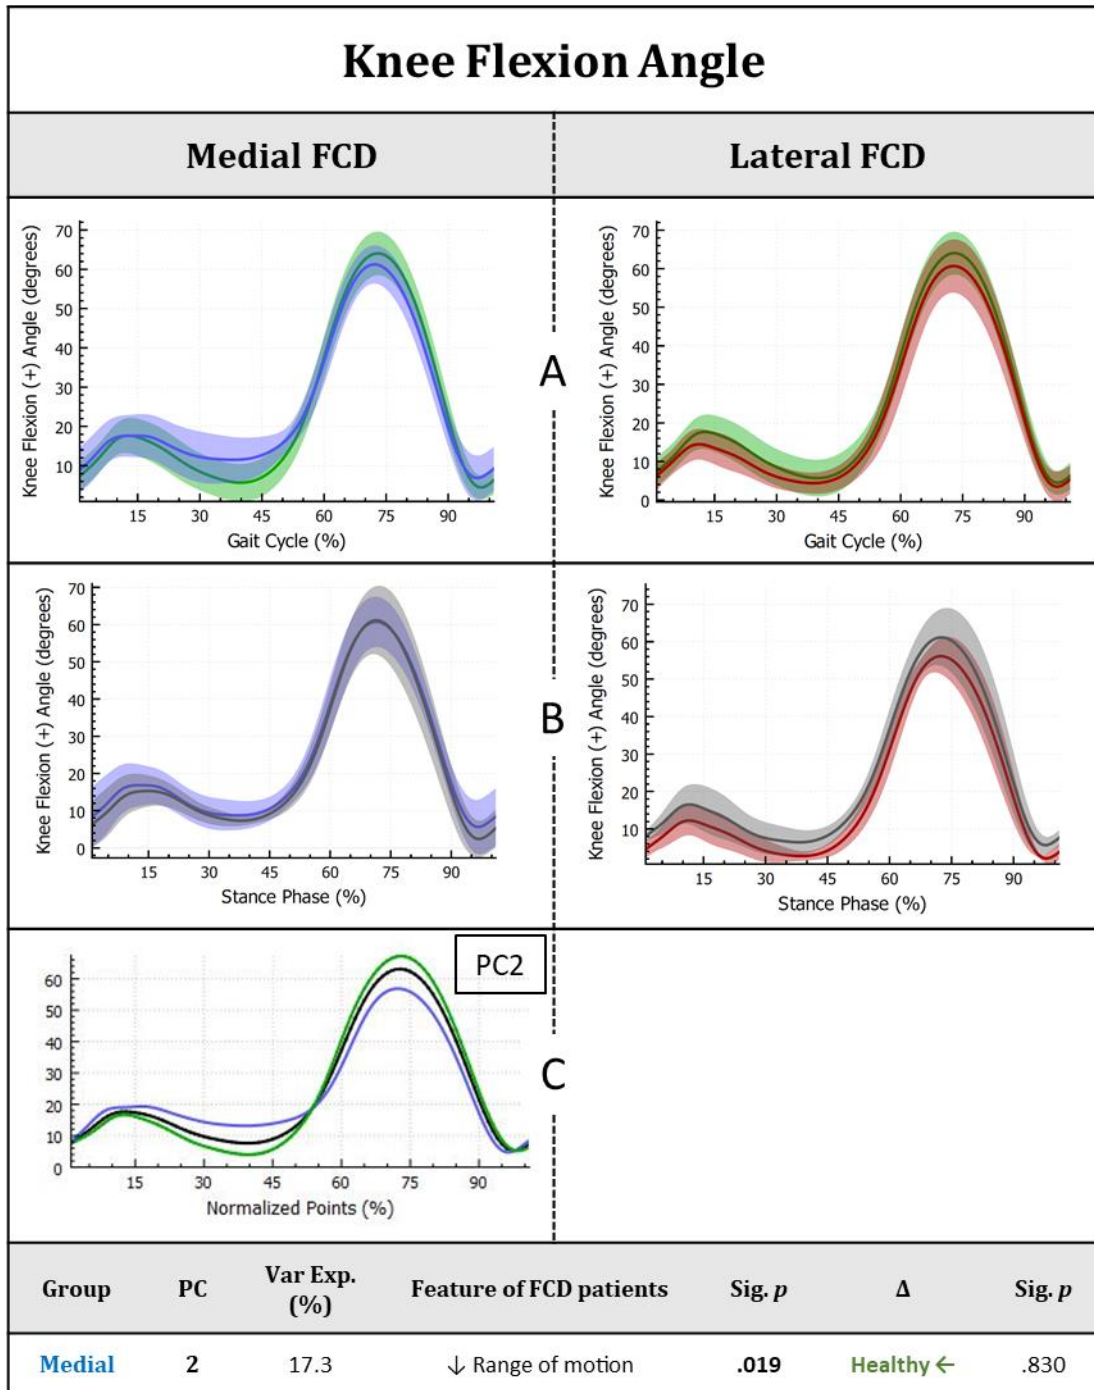 Knee Flexion Angle
Medial FCD
Lateral FCD
A
Knee Flexion (+) Angle (degrees)
70
60
50
40
30
20
10
15 30 45 60 75 90
Gait Cycle (%)
Knee Flexion (+) Angle (degrees)
70
60
50
40
30
20
10
0
15 30 45 60 75 90
Gait Cycle (%)
B
Knee Flexion (+) Angle (degrees)
70
60
50
40
30
20
10
0
15 30 45 60 75 90
Stance Phase (%)
Knee Flexion (+) Angle (degrees)
70
60
50
40
30
20
10
15 30 45 60 75 90
Stance Phase (%)
C
PC2
60
50
40
30
20
10
0
15 30 45 60 75 90
Normalized Points (%)
Group PC Var Exp. (%) Feature of FCD patients Sig. p Δ Sig. p
Medial 2 17.3 ↓ Range of motion .019 Healthy ← .830